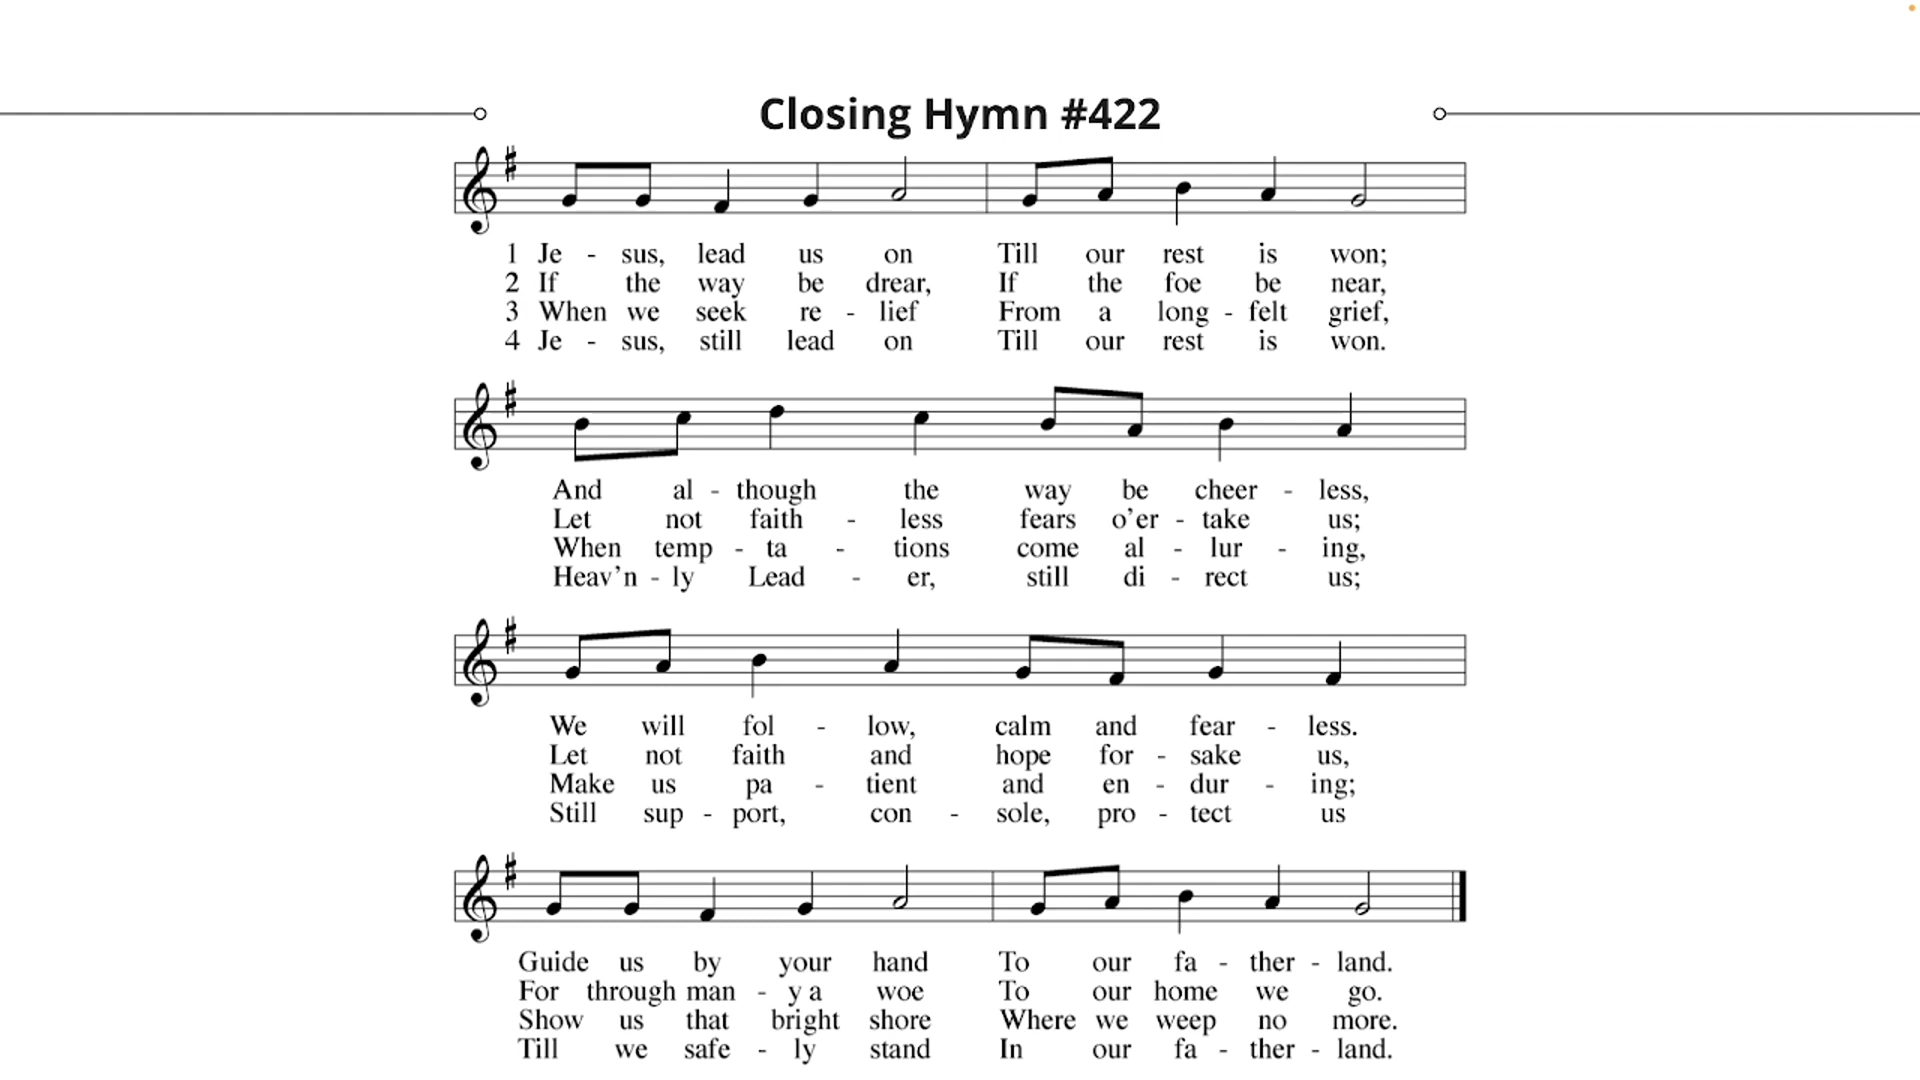 Closing Hymn #422
1 Je - sus, lead us on Till our rest is won;
2 If the way be drear, If the foe be near,
3 When we seek re - lief From a long - felt grief,
4 Je - sus, still lead on Till our rest is won.
And al - though the way be cheer - less,
Let not faith - less fears o’er - take us;
When temp - ta - tions come al - lur - ing,
Heav’n - ly Lead - er, still di - rect us;
We will fol - low, calm and fear - less.
Let not faith and hope for - sake us,
Make us pa - tient and en - dur - ing;
Still sup - port, con - sole, pro - tect us
Guide us by your hand To our fa - ther - land.
For through man - y a woe To our home we go.
Show us that bright shore Where we weep no more.
Till we safe - ly stand In our fa - ther - land.